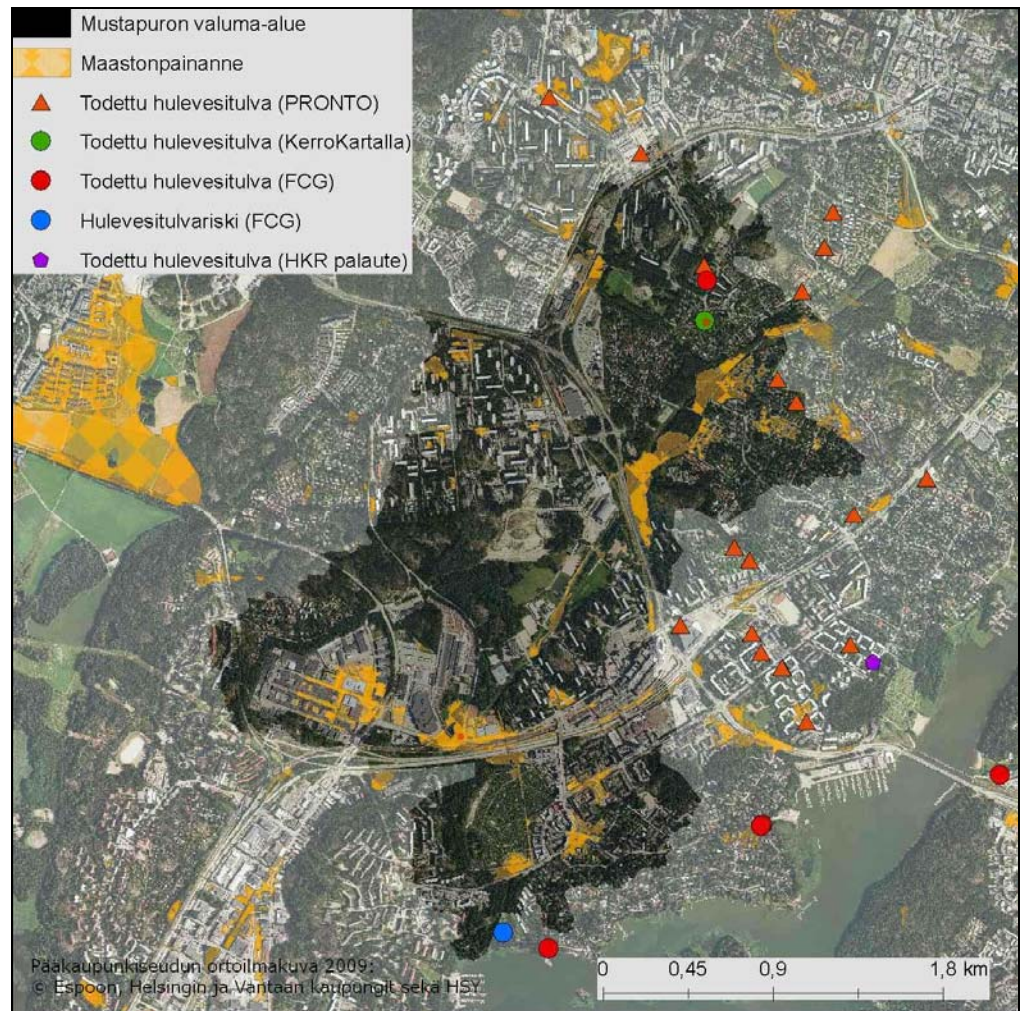 Mustapuron valuma-alue
Maastonpainanne
Todettu hulevesitulva (PRONTO)
Todettu hulevesitulva (KerroKartalla)
Todettu hulevesitulva (FCG)
Hulevesitulvariski (FCG)
Todettu hulevesitulva (HKR palaute)
Pääkaupunkiseudun ortoilmakuva 2009:
© Espoon, Helsingin ja Vantaan kaupungit sekä HSY
0 0,45 0,9 1,8 km